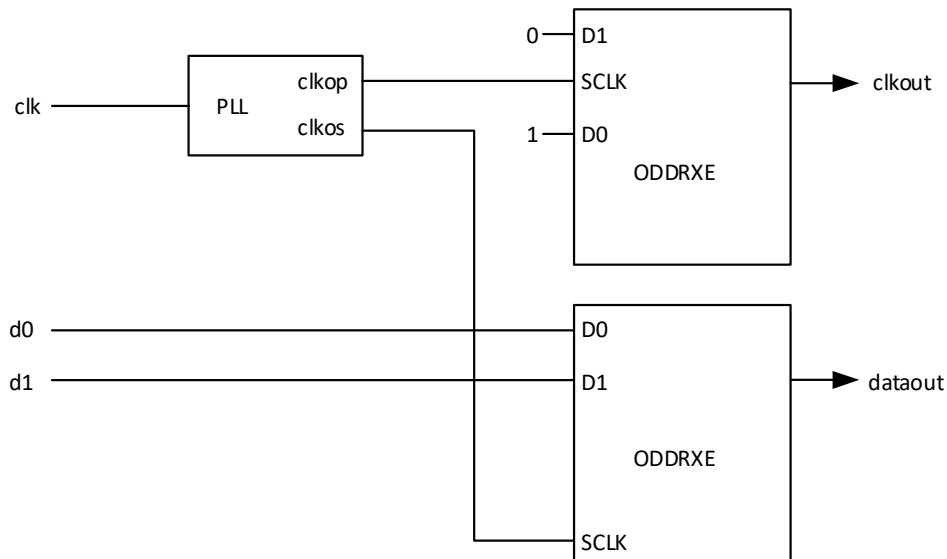 0
D1
clk
PLL
clkop
clkos
SCLK
clkout
1
D0
ODDRXE
d0
D0
d1
D1
dataout
ODDRXE
SCLK